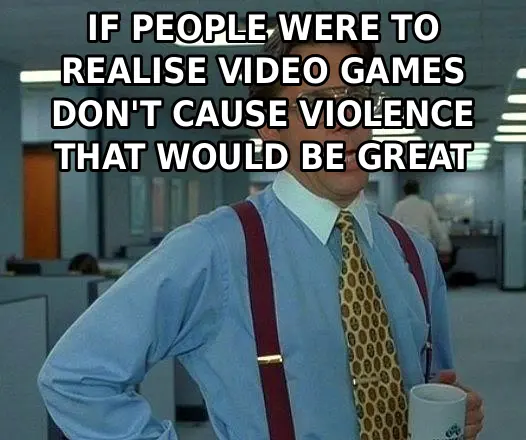 IF PEOPLE WERE TO
REALISE VIDEO GAMES
DON'T CAUSE VIOLENCE
THAT WOULD BE GREAT